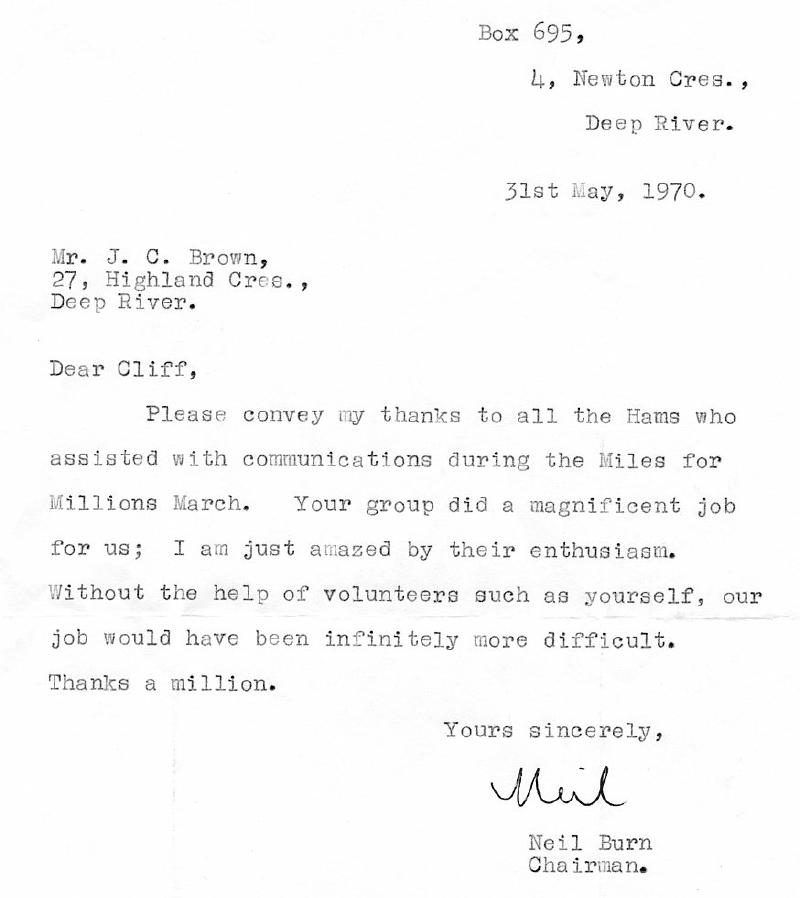 Box 695,
4, Newton Cres.,
Deep River.
31st May, 1970.
Mr. J. C. Brown,
27, Highland Cres.,
Deep River.
Dear Cliff,
Please convey my thanks to all the Hams who
assisted with communications during the Miles for
Millions March. Your group did a magnificent job
for us; I am just amazed by their enthusiasm.
Without the help of volunteers such as yourself, our
job would have been infinitely more difficult.
Thanks a million.
Yours sincerely,
Neil
Neil Burn
Chairman.